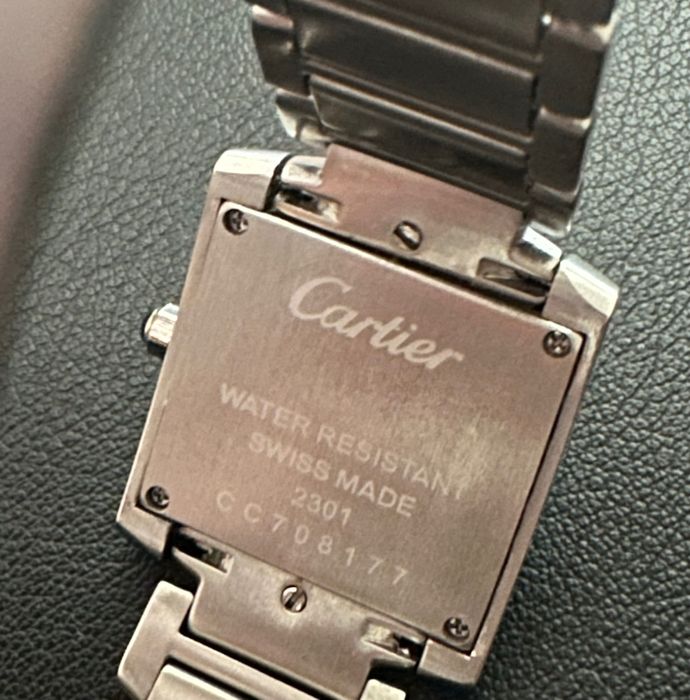 Cartier
WATER RESISTANT
SWISS MADE
2301
CC708177